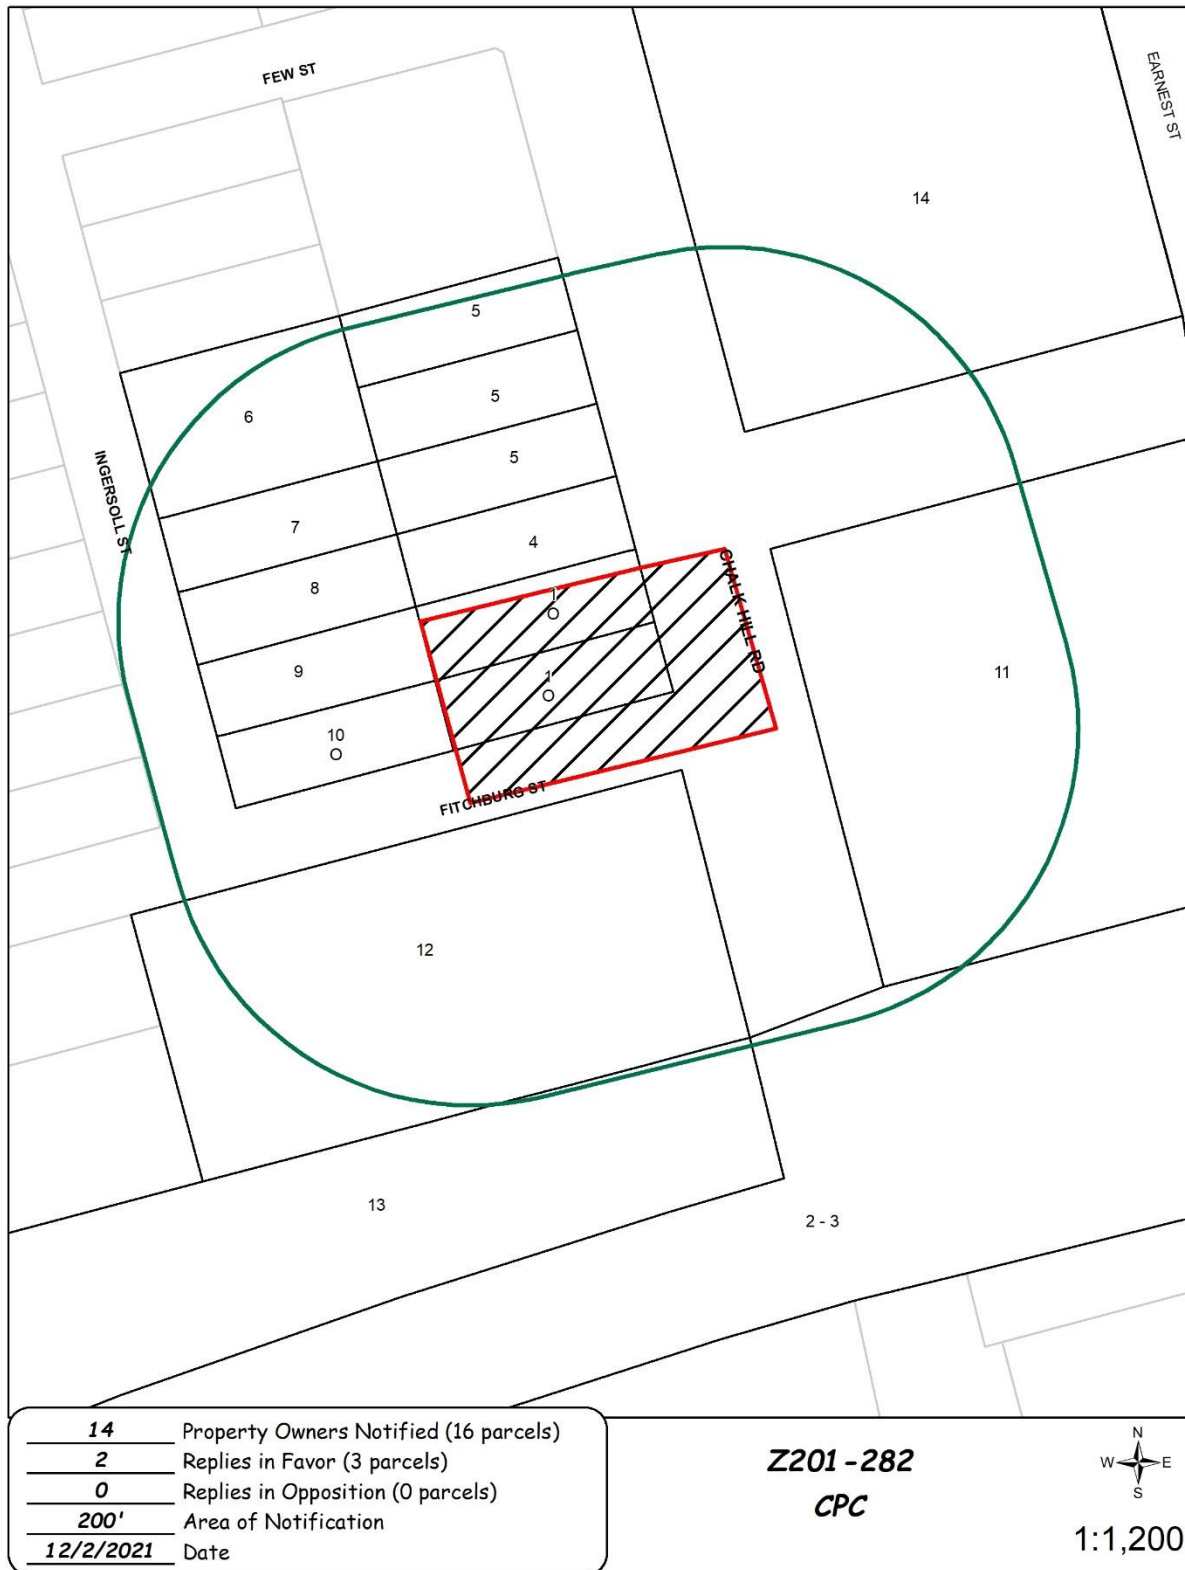 FEW ST
EARNEST ST
14
5
5
6
5
INGERSOLL ST
7
4
8
1
O
CHALK HILL RD
9
1
O
11
10
O
FITCHBURG ST
12
13
2 - 3
14 Property Owners Notified (16 parcels)
2 Replies in Favor (3 parcels)
0 Replies in Opposition (0 parcels)
200' Area of Notification
12/2/2021 Date
Z201-282
CPC
N
W E
S
1:1,200